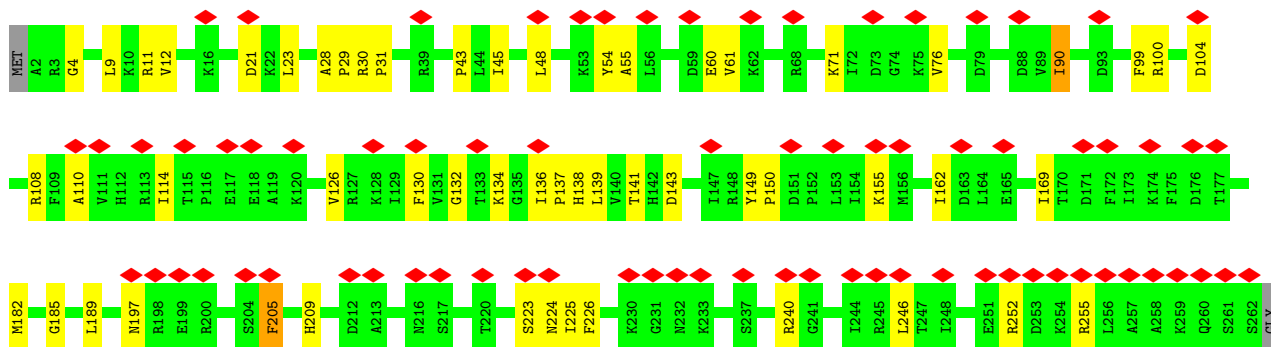 MET A2 R3 G4 L9 K10 R11 V12 K16 D21 K22 L23 A28 P29 R30 P31 R39 P43 L44 I45 L48 K53 Y54 A55 L56 D59 E60 V61 K62 R68 K71 I72 D73 G74 K75 V76 D79 D88 V89 I90 D93 F99 R100 D104
R108 F109 A110 V111 H112 R113 I114 T115 P116 E117 E118 A119 K120 V126 R127 K128 I129 F130 V131 G132 T133 K134 G135 I136 P137 H138 L139 V140 T141 H142 D143 I147 R148 Y149 P150 D151 P152 L153 I154 K155 M156 I162 D163 L164 E165 I169 T170 D171 F172 I173 K174 F175 D176 T177
M182 G185 L189 N197 R198 E199 R200 S204 F205 H209 D212 A213 N216 S217 T220 S223 N224 I225 F226 K230 G231 N232 K233 S237 R240 G241 I244 R245 L246 T247 I248 E251 R252 D253 K254 R255 L256 A257 A258 K259 Q260 S261 S262 GLY